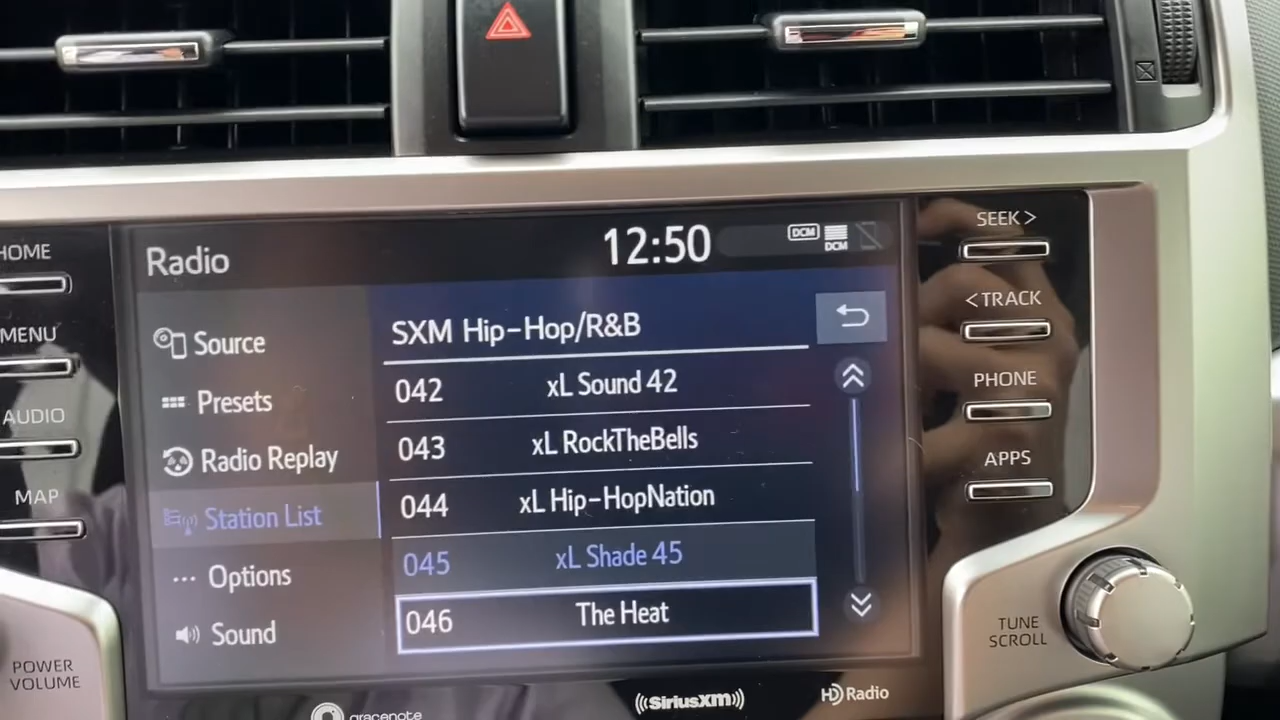 HOME
MENU
AUDIO
MAP
POWER
VOLUME
Radio
12:50
DCM
DCM
Source
Presets
Radio Replay
Station List
Options
Sound
SXM Hip-Hop/R&B
042 xL Sound 42
043 xL RockTheBells
044 xL Hip-HopNation
045 xL Shade 45
046 The Heat
SEEK >
< TRACK
PHONE
APPS
TUNE
SCROLL
gracenote
((SiriusXM))
HD Radio